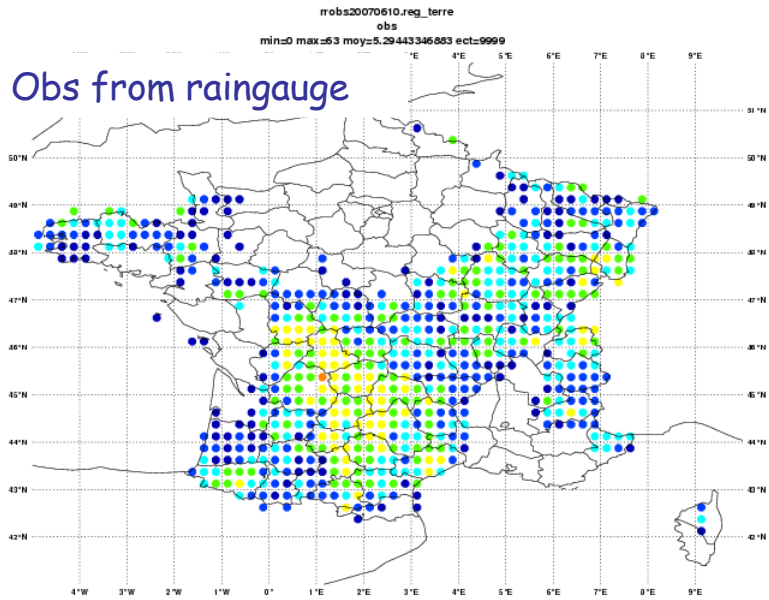 rrobs20070610.reg_terre
obs
min=0 max=63 moy=5.29443346883 ect=9999
Obs from raingauge
°E 4°E 5°E 6°E 7°E 8°E 9°E
51°N
50°N 50°N
49°N 49°N
48°N 48°N
47°N 47°N
46°N 46°N
45°N 45°N
44°N 44°N
43°N 43°N
42°N 42°N
4°W 3°W 2°W 1°W 0° 1°E 2°E 3°E 4°E 5°E 6°E 7°E 8°E 9°E